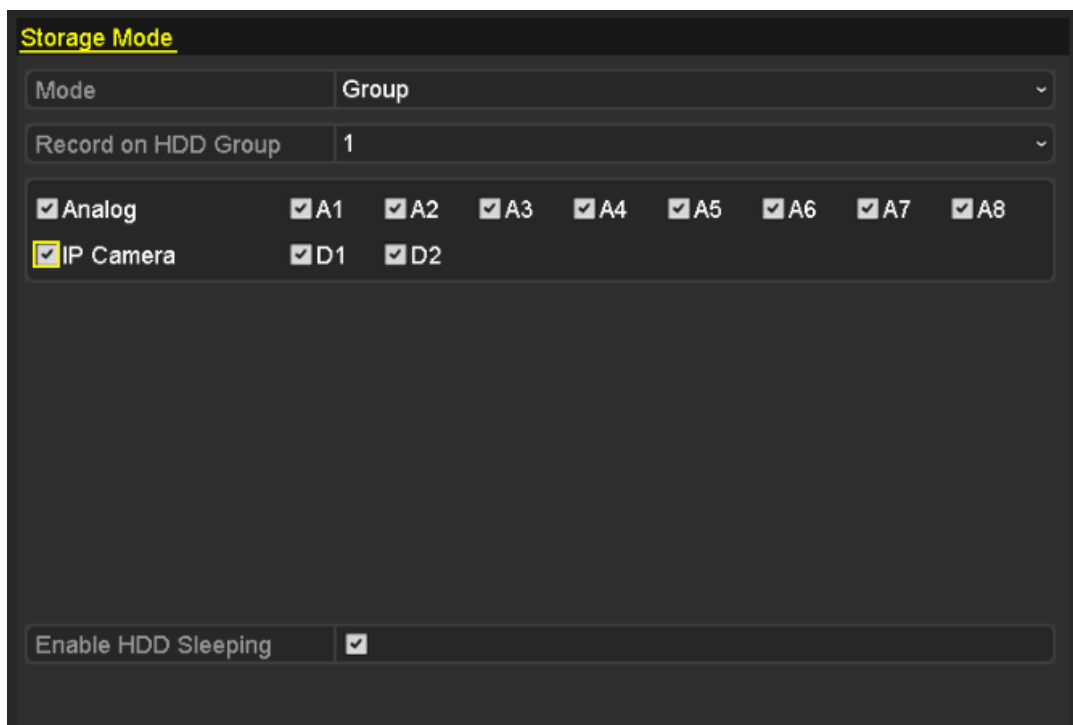 Storage Mode
Mode Group
Record on HDD Group 1
Analog A1 A2 A3 A4 A5 A6 A7 A8
IP Camera D1 D2
Enable HDD Sleeping